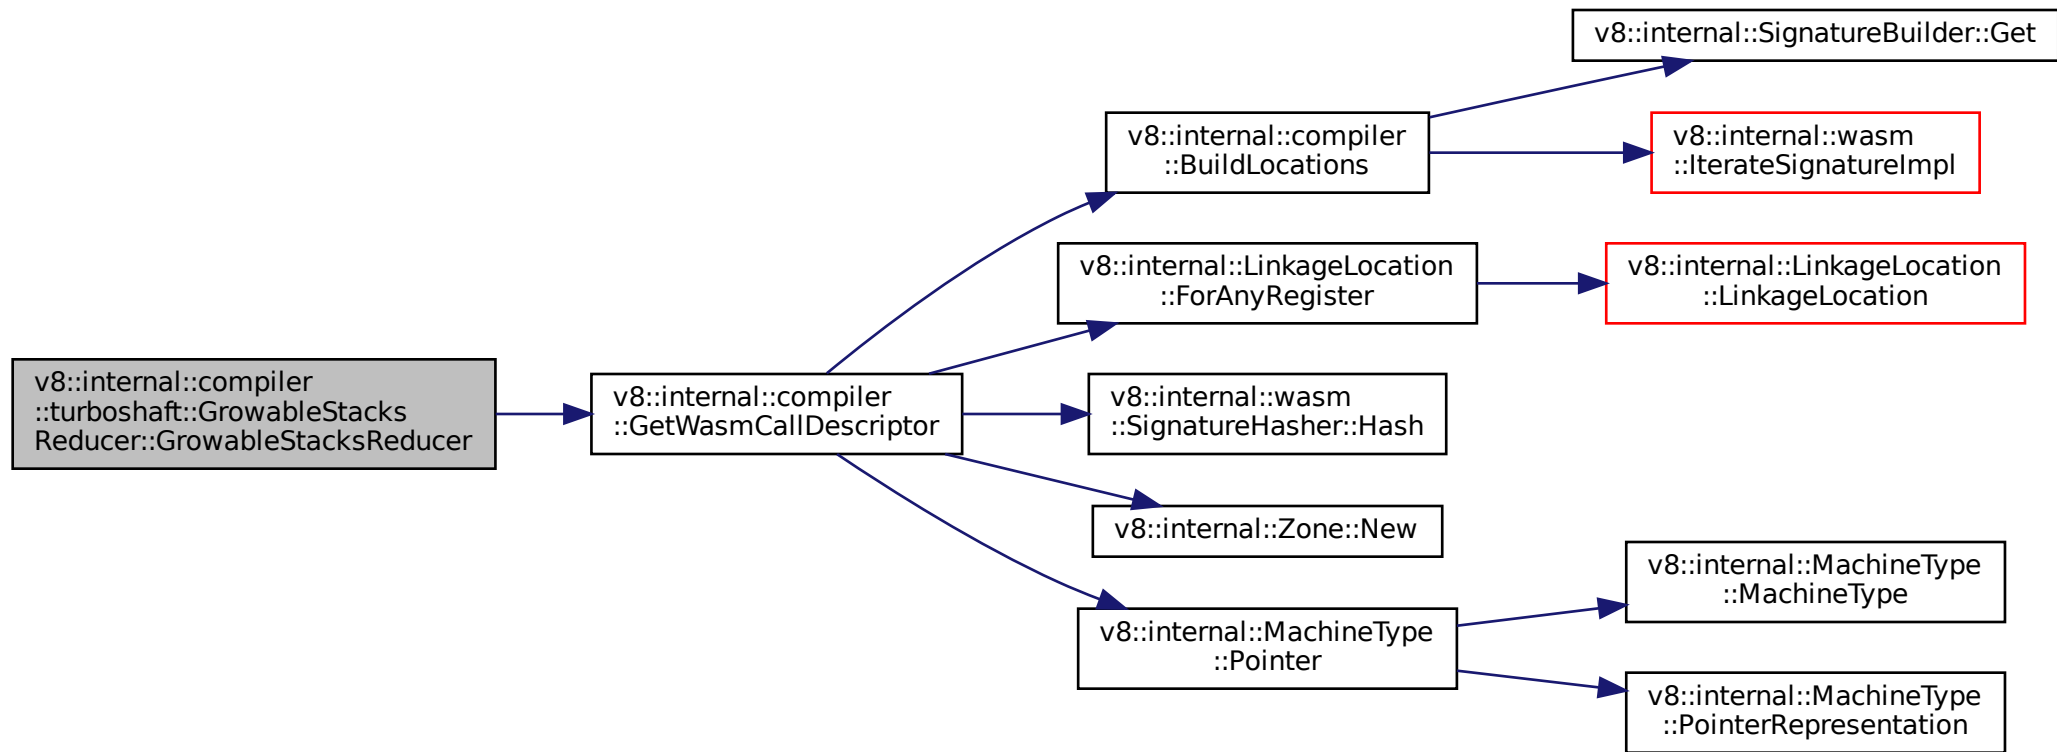 v8::internal::SignatureBuilder::Get
v8::internal::compiler
::BuildLocations
v8::internal::wasm
::IterateSignatureImpl
v8::internal::LinkageLocation
::ForAnyRegister
v8::internal::LinkageLocation
::LinkageLocation
v8::internal::compiler
::turboshaft::GrowableStacks
Reducer::GrowableStacksReducer
v8::internal::compiler
::GetWasmCallDescriptor
v8::internal::wasm
::SignatureHasher::Hash
v8::internal::Zone::New
v8::internal::MachineType
::MachineType
v8::internal::MachineType
::Pointer
v8::internal::MachineType
::PointerRepresentation